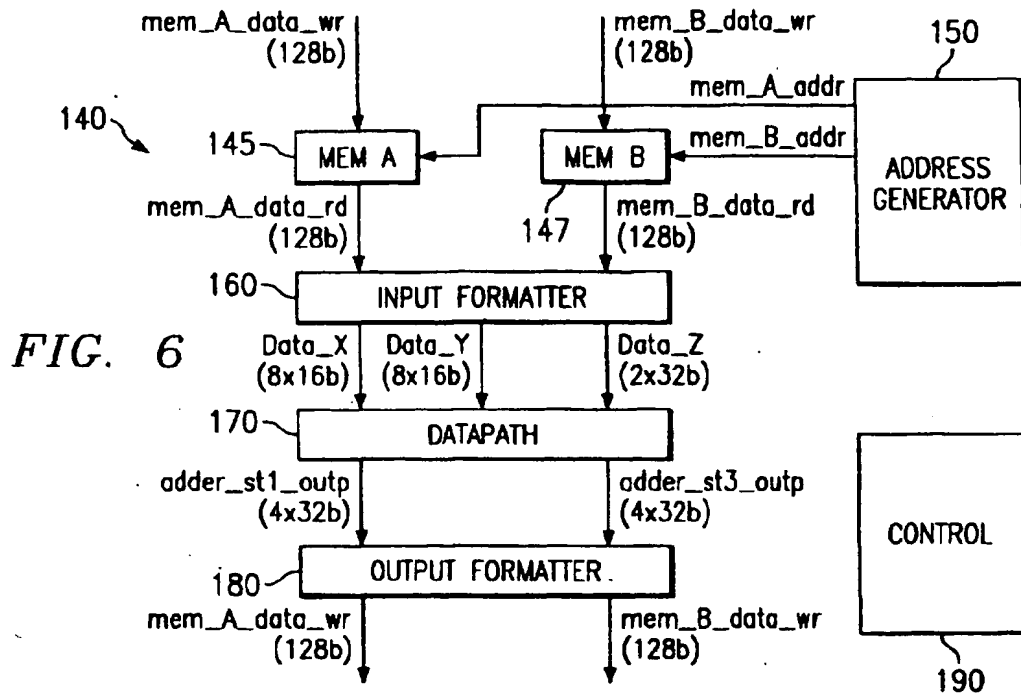 mem_A_data_wr
(128b)
mem_B_data_wr
(128b)
150
mem_A_addr
140
145
MEM A
MEM B
mem_B_addr
ADDRESS
GENERATOR
mem_A_data_rd
(128b)
147
mem_B_data_rd
(128b)
160
INPUT FORMATTER
FIG. 6
Data_X
(8x16b)
Data_Y
(8x16b)
Data_Z
(2x32b)
170
DATAPATH
adder_st1_outp
(4x32b)
adder_st3_outp
(4x32b)
CONTROL
180
OUTPUT FORMATTER
mem_A_data_wr
(128b)
mem_B_data_wr
(128b)
190